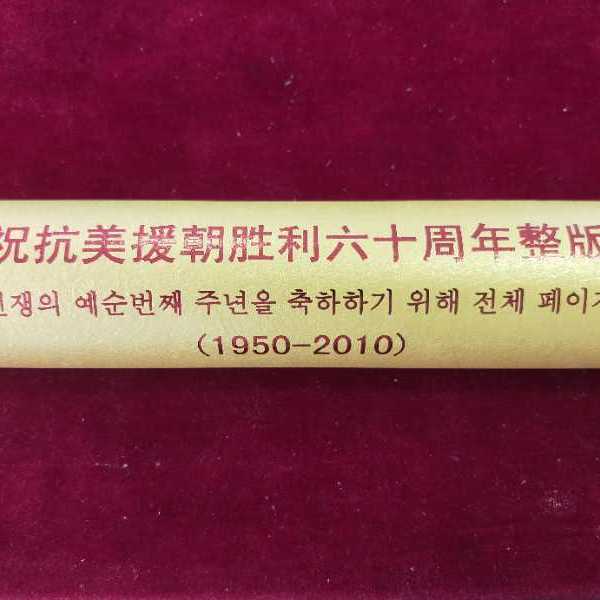 祝抗美援朝胜利六十周年整版
전쟁의 예순번째 주년을 축하하기 위해 전체 페이지
(1950-2010)